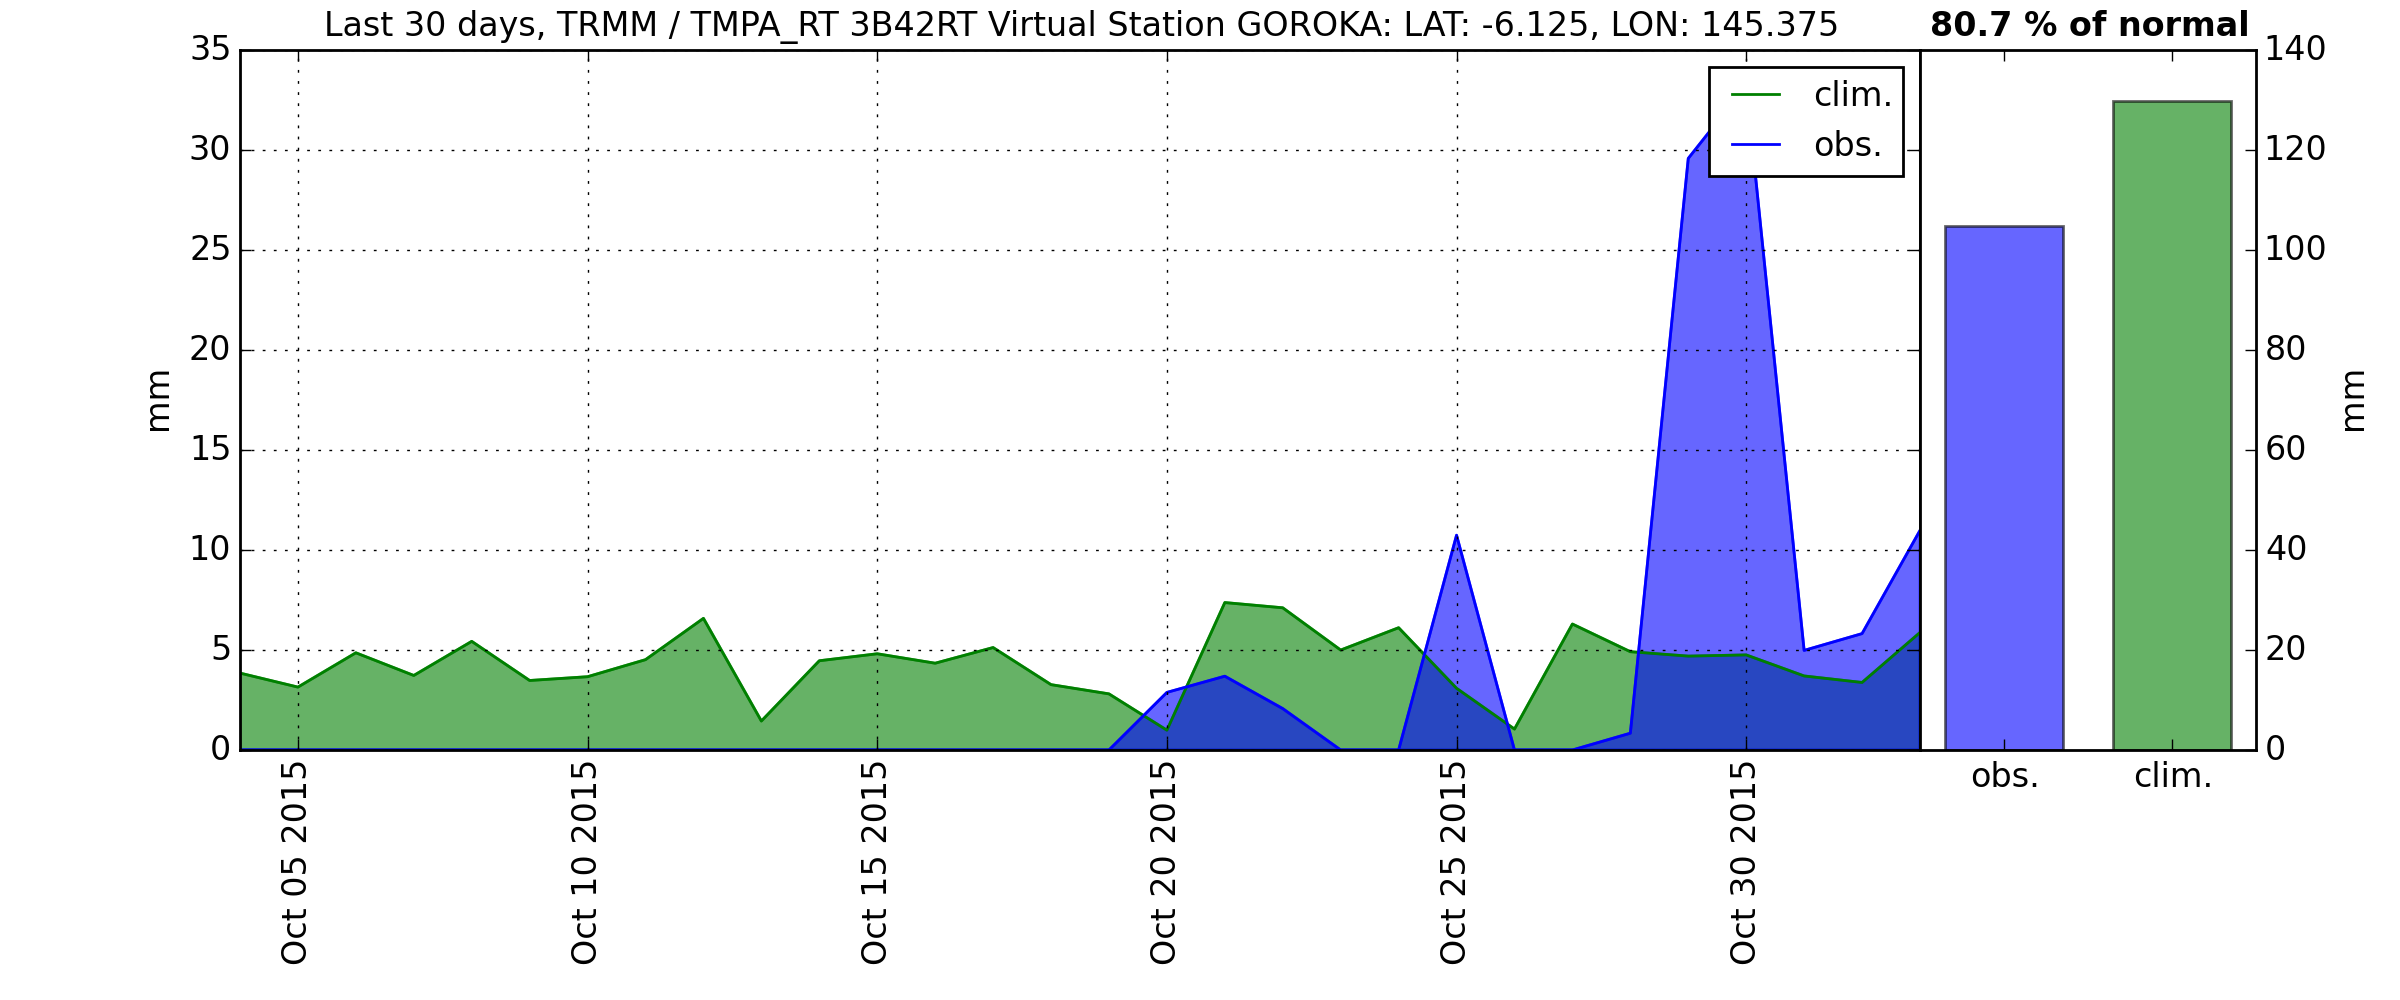 Last 30 days, TRMM / TMPA_RT 3B42RT Virtual Station GOROKA: LAT: -6.125, LON: 145.375
80.7 % of normal
35
30
25
20
15
10
5
0
mm
clim.
obs.
140
120
100
80
60
40
20
0
mm
Oct 05 2015
Oct 10 2015
Oct 15 2015
Oct 20 2015
Oct 25 2015
Oct 30 2015
obs.
clim.